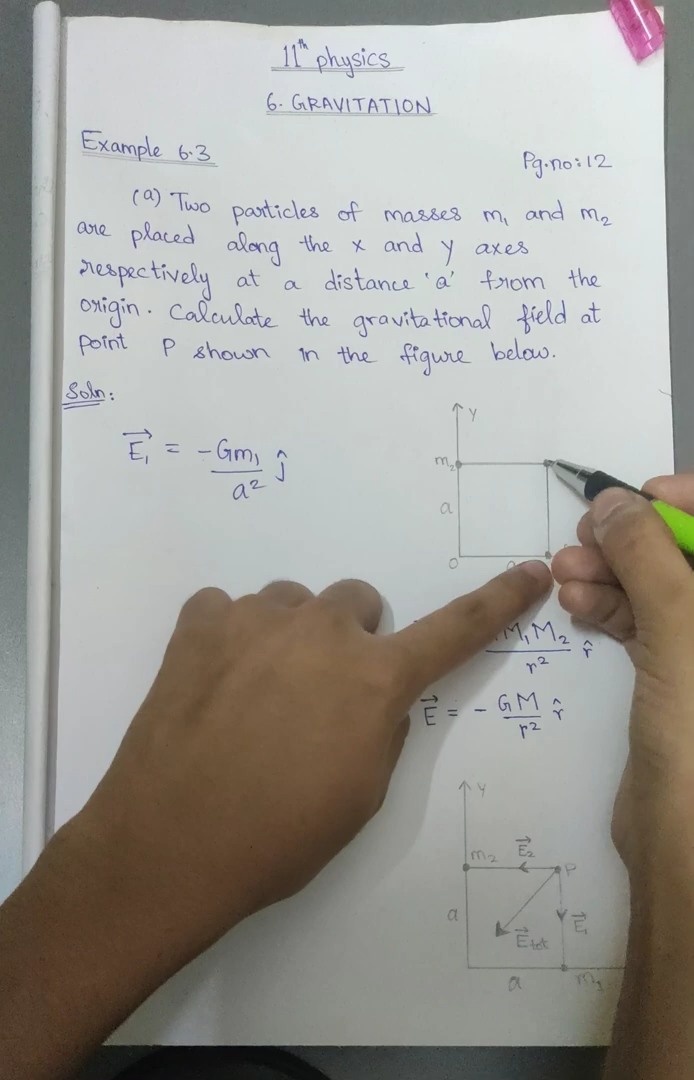 11th physics
6. GRAVITATION
Example 6.3
Pg.no:12
(a) Two particles of masses m₁ and m₂
are placed along the x and y axes
respectively at a distance 'a' from the
origin. Calculate the gravitational field at
point P shown in the figure below.
Soln:
E₁⃗ = -Gm₁/a² ĵ
Y
m₂
a
O
M₁M₂/r² r̂
E⃗ = - GM/r² r̂
Y
m₂
E₂⃗
P
a
E₁⃗
E⃗tot
a
m₁